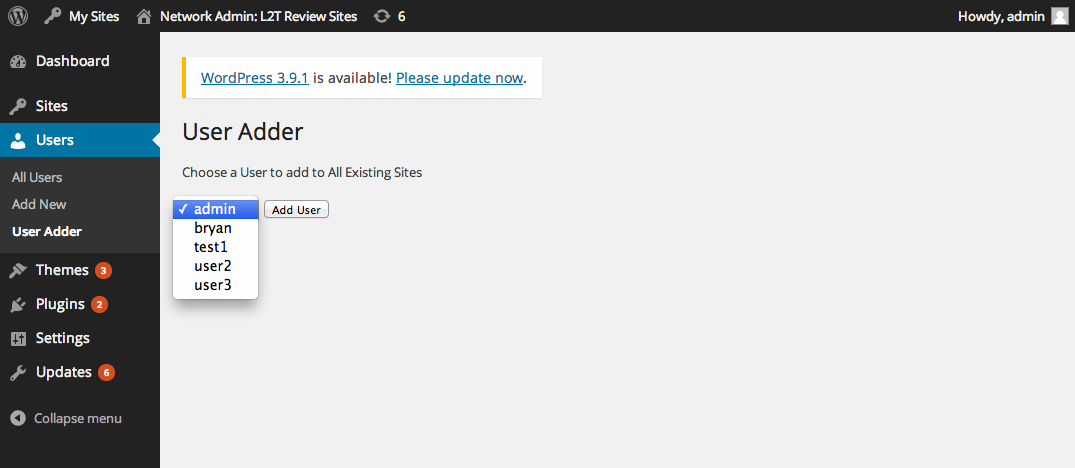 My Sites Network Admin: L2T Review Sites 6 Howdy, admin
Dashboard
Sites
Users
All Users
Add New
User Adder
Themes 3
Plugins 2
Settings
Updates 6
Collapse menu
WordPress 3.9.1 is available! Please update now.
User Adder
Choose a User to add to All Existing Sites
✓ admin Add User
bryan
test1
user2
user3